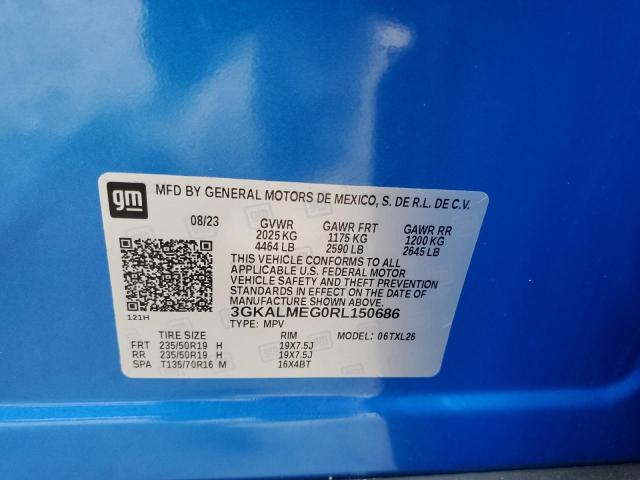 gm
MFD BY GENERAL MOTORS DE MEXICO, S. DE R.L. DE C.V.
08/23 GVWR GAWR FRT GAWR RR
2025 KG 1175 KG 1200 KG
4464 LB 2590 LB 2645 LB
THIS VEHICLE CONFORMS TO ALL
APPLICABLE U.S. FEDERAL MOTOR
VEHICLE SAFETY AND THEFT PREVENTION
STANDARDS IN EFFECT ON THE DATE OF
MANUFACTURE SHOWN ABOVE.
3GKALMEG0RL150686
121H
TYPE: MPV MODEL: 06TXL26
TIRE SIZE RIM
FRT 235/50R19 H 19X7.5J
RR 235/50R19 H 19X7.5J
SPA T135/70R16 M 16X4BT